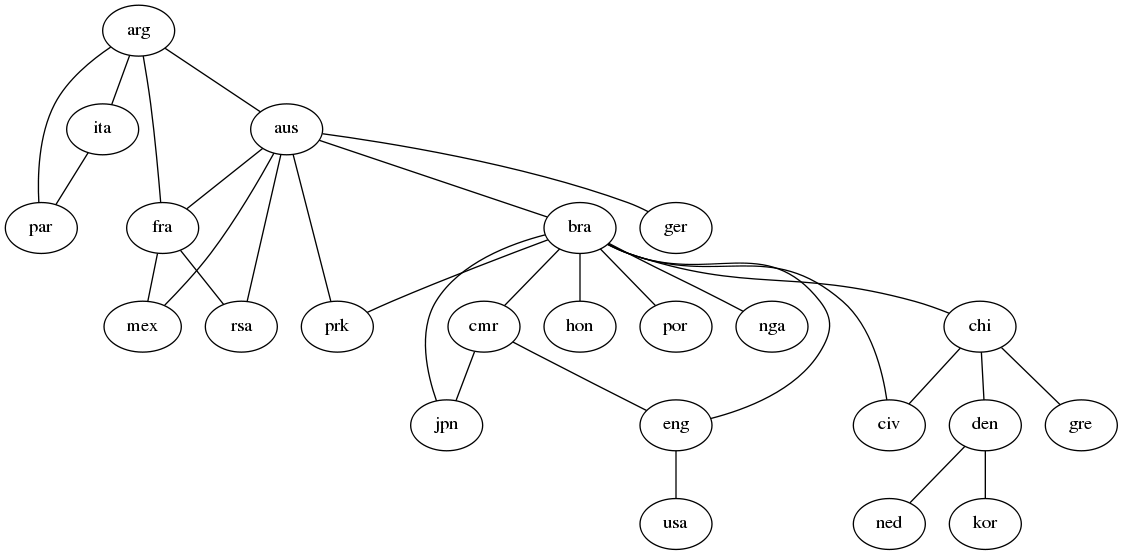 arg
ita
aus
par
fra
bra
ger
mex
rsa
prk
cmr
hon
por
nga
chi
jpn
eng
civ
den
gre
usa
ned
kor